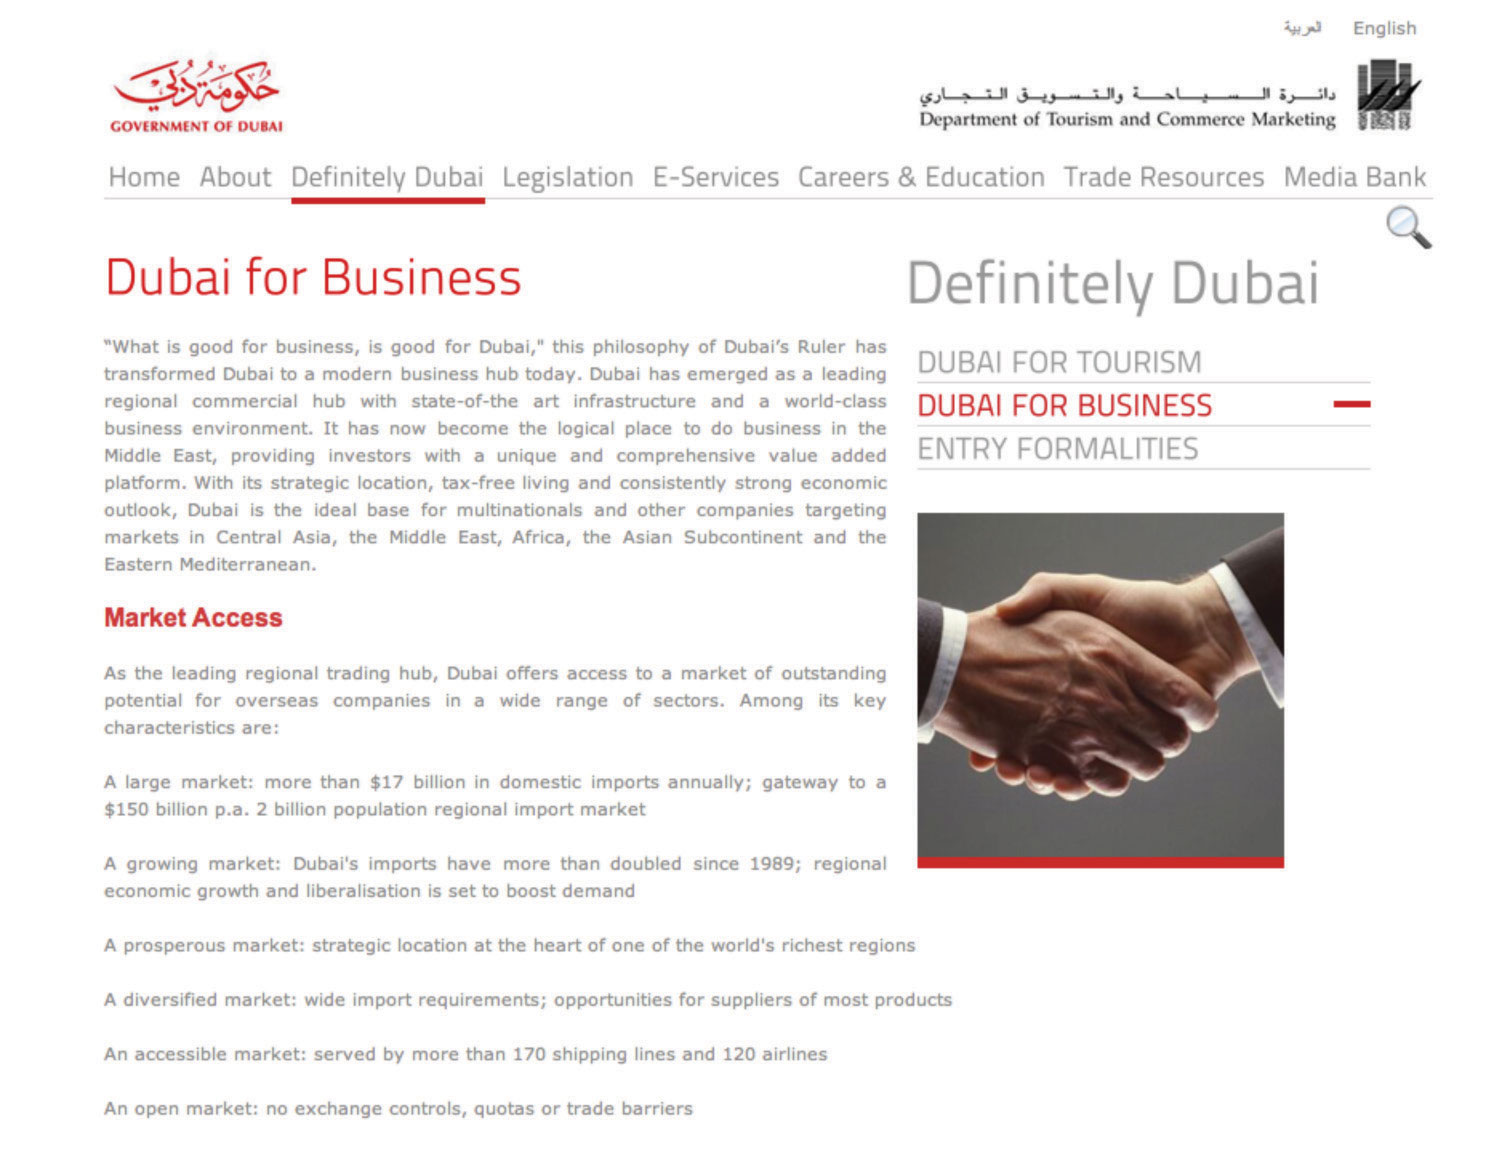 العربية English
حكومة دبي
GOVERNMENT OF DUBAI
دائـــرة الـــســـيـــاحـــة والـتـــســـويـــق الـتـــجـــاري
Department of Tourism and Commerce Marketing
Home About Definitely Dubai Legislation E-Services Careers & Education Trade Resources Media Bank
Dubai for Business
"What is good for business, is good for Dubai," this philosophy of Dubai’s Ruler has
transformed Dubai to a modern business hub today. Dubai has emerged as a leading
regional commercial hub with state-of-the art infrastructure and a world-class
business environment. It has now become the logical place to do business in the
Middle East, providing investors with a unique and comprehensive value added
platform. With its strategic location, tax-free living and consistently strong economic
outlook, Dubai is the ideal base for multinationals and other companies targeting
markets in Central Asia, the Middle East, Africa, the Asian Subcontinent and the
Eastern Mediterranean.
Market Access
As the leading regional trading hub, Dubai offers access to a market of outstanding
potential for overseas companies in a wide range of sectors. Among its key
characteristics are:
A large market: more than $17 billion in domestic imports annually; gateway to a
$150 billion p.a. 2 billion population regional import market
A growing market: Dubai's imports have more than doubled since 1989; regional
economic growth and liberalisation is set to boost demand
A prosperous market: strategic location at the heart of one of the world's richest regions
A diversified market: wide import requirements; opportunities for suppliers of most products
An accessible market: served by more than 170 shipping lines and 120 airlines
An open market: no exchange controls, quotas or trade barriers
Definitely Dubai
DUBAI FOR TOURISM
DUBAI FOR BUSINESS
ENTRY FORMALITIES